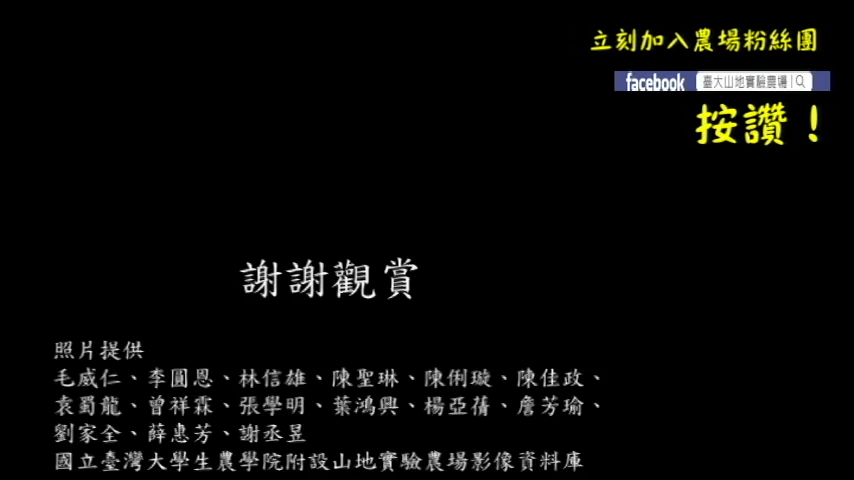 立刻加入農場粉絲團
facebook 臺大山地實驗農場
按讚！
謝謝觀賞
照片提供
毛威仁、李圓恩、林信雄、陳聖琳、陳俐璇、陳佳政、
袁蜀龍、曾祥霖、張學明、葉鴻興、楊亞蒨、詹芳瑜、
劉家全、薛惠芳、謝丞昱
國立臺灣大學生農學院附設山地實驗農場影像資料庫